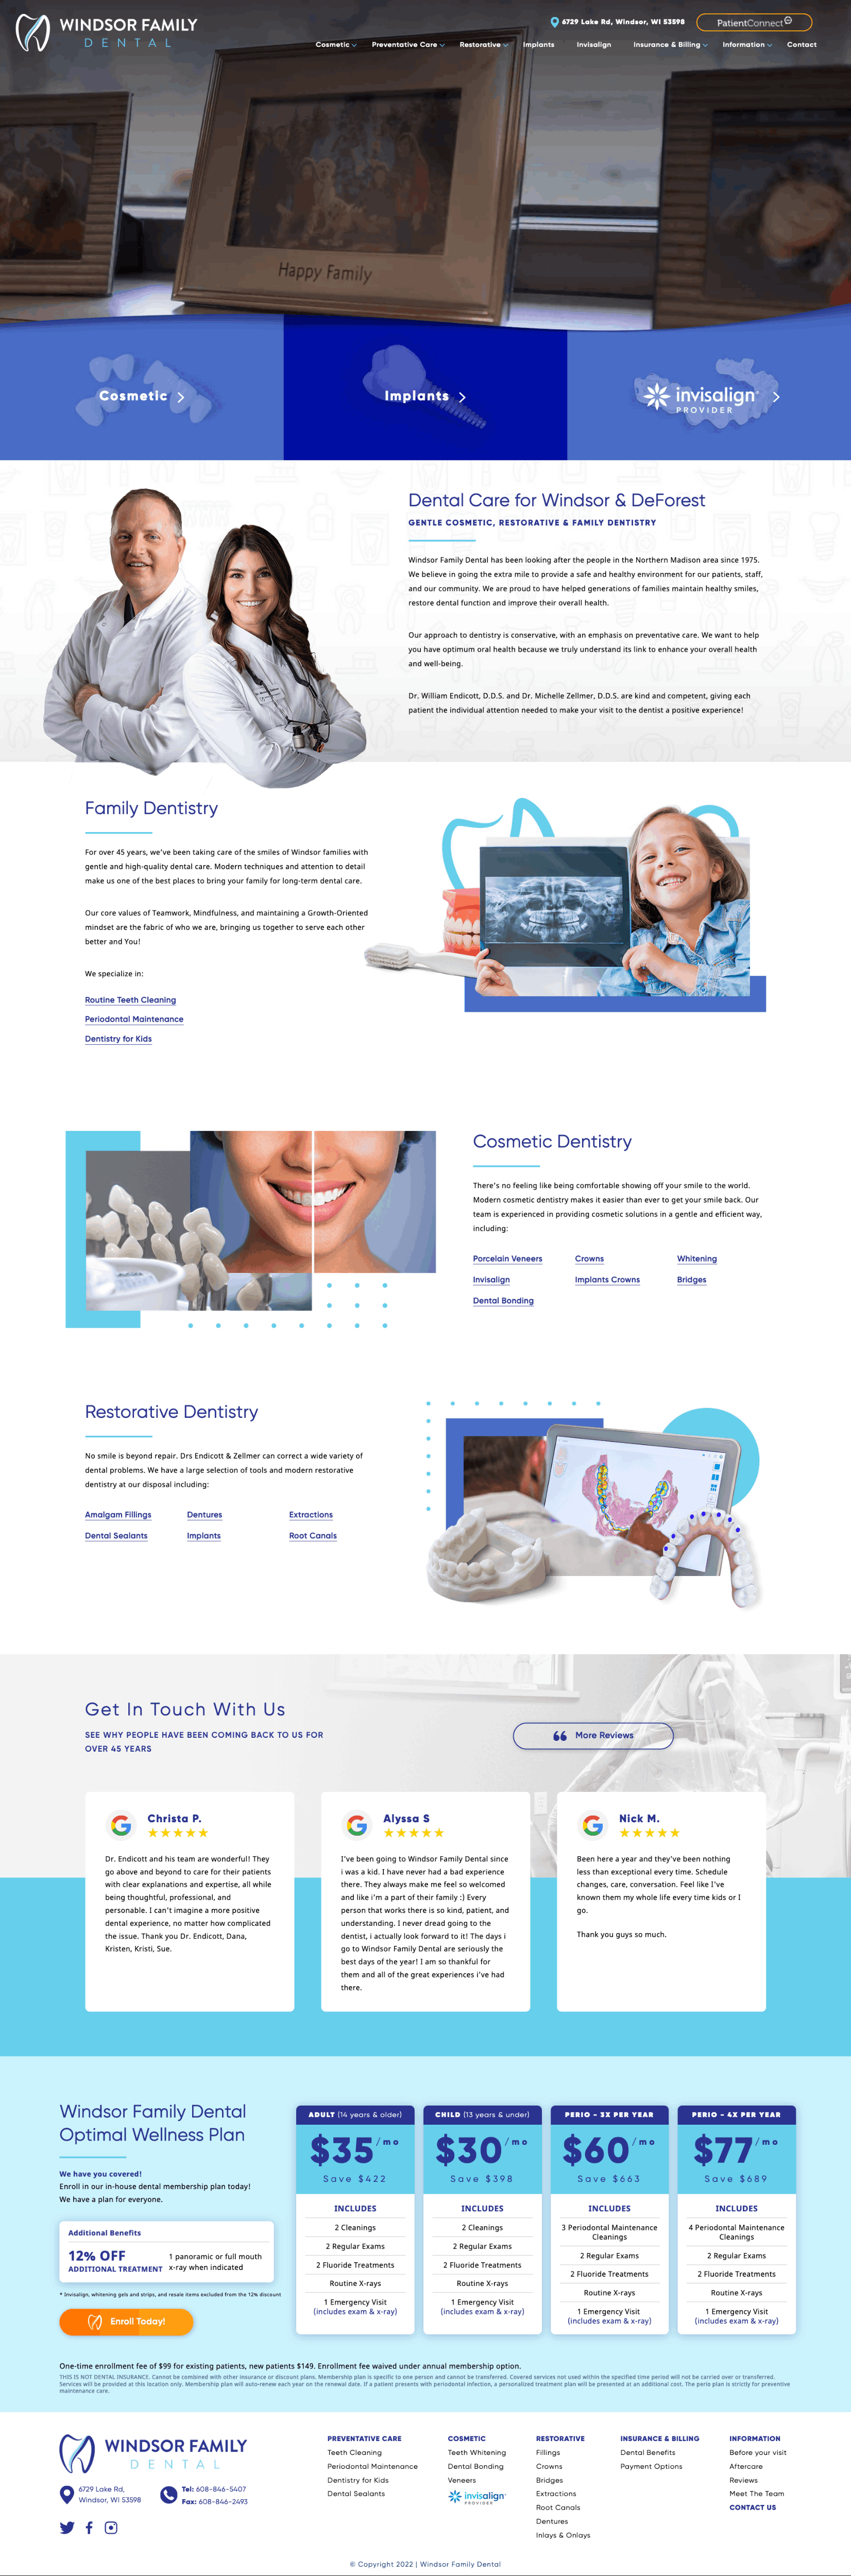 WINDSOR FAMILY
DENTAL
6729 Lake Rd, Windsor, WI 53598
PatientConnect
Cosmetic
Preventative Care
Restorative
Implants
Invisalign
Insurance & Billing
Information
Contact
Happy Family
Cosmetic
Implants
invisalign
PROVIDER
Dental Care for Windsor & DeForest
GENTLE COSMETIC, RESTORATIVE & FAMILY DENTISTRY
Windsor Family Dental has been looking after the people in the Northern Madison area since 1975.
We believe in going the extra mile to provide a safe and healthy environment for our patients, staff,
and our community. We are proud to have helped generations of families maintain healthy smiles,
restore dental function and improve their overall health.
Our approach to dentistry is conservative, with an emphasis on preventative care. We want to help
you have optimum oral health because we truly understand its link to enhance your overall health
and well-being.
Dr. William Endicott, D.D.S. and Dr. Michelle Zellmer, D.D.S. are kind and competent, giving each
patient the individual attention needed to make your visit to the dentist a positive experience!
Family Dentistry
For over 45 years, we've been taking care of the smiles of Windsor families with
gentle and high-quality dental care. Modern techniques and attention to detail
make us one of the best places to bring your family for long-term dental care.
Our core values of Teamwork, Mindfulness, and maintaining a Growth-Oriented
mindset are the fabric of who we are, bringing us together to serve each other
better and You!
We specialize in:
Routine Teeth Cleaning
Periodontal Maintenance
Dentistry for Kids
Cosmetic Dentistry
There's no feeling like being comfortable showing off your smile to the world.
Modern cosmetic dentistry makes it easier than ever to get your smile back. Our
team is experienced in providing cosmetic solutions in a gentle and efficient way,
including:
Porcelain Veneers
Crowns
Whitening
Invisalign
Implants Crowns
Bridges
Dental Bonding
Restorative Dentistry
No smile is beyond repair. Drs Endicott & Zellmer can correct a wide variety of
dental problems. We have a large selection of tools and modern restorative
dentistry at our disposal including:
Amalgam Fillings
Dentures
Extractions
Dental Sealants
Implants
Root Canals
Get In Touch With Us
SEE WHY PEOPLE HAVE BEEN COMING BACK TO US FOR
OVER 45 YEARS
More Reviews
Christa P.
Dr. Endicott and his team are wonderful! They
go above and beyond to care for their patients
with clear explanations and expertise, all while
being thoughtful, professional, and
personable. I can't imagine a more positive
dental experience, no matter how complicated
the issue. Thank you Dr. Endicott, Dana,
Kristen, Kristi, Sue.
Alyssa S
I've been going to Windsor Family Dental since
i was a kid. I have never had a bad experience
there. They always make me feel so welcomed
and like i'm a part of their family :) Every
person that works there is so kind, patient, and
understanding. I never dread going to the
dentist, i actually look forward to it! The days i
go to Windsor Family Dental are seriously the
best days of the year! I am so thankful for
them and all of the great experiences i've had
there.
Nick M.
Been here a year and they've been nothing
less than exceptional every time. Schedule
changes, care, conversation. Feel like I've
known them my whole life every time kids or I
go.
Thank you guys so much.
Windsor Family Dental
Optimal Wellness Plan
We have you covered!
Enroll in our in-house dental membership plan today!
We have a plan for everyone.
Additional Benefits
12% OFF
ADDITIONAL TREATMENT
1 panoramic or full mouth
x-ray when indicated
* Invisalign, whitening gels and strips, and resale items excluded from the 12% discount
Enroll Today!
ADULT (14 years & older)
$35/mo
Save $422
INCLUDES
2 Cleanings
2 Regular Exams
2 Fluoride Treatments
Routine X-rays
1 Emergency Visit
(includes exam & x-ray)
CHILD (13 years & under)
$30/mo
Save $398
INCLUDES
2 Cleanings
2 Regular Exams
2 Fluoride Treatments
Routine X-rays
1 Emergency Visit
(includes exam & x-ray)
PERIO - 3X PER YEAR
$60/mo
Save $663
INCLUDES
3 Periodontal Maintenance
Cleanings
2 Regular Exams
2 Fluoride Treatments
Routine X-rays
1 Emergency Visit
(includes exam & x-ray)
PERIO - 4X PER YEAR
$77/mo
Save $689
INCLUDES
4 Periodontal Maintenance
Cleanings
2 Regular Exams
2 Fluoride Treatments
Routine X-rays
1 Emergency Visit
(includes exam & x-ray)
One-time enrollment fee of $99 for existing patients, new patients $149. Enrollment fee waived under annual membership option.
THIS IS NOT DENTAL INSURANCE. Cannot be combined with other insurance or discount plans. Membership plan is specific to one person and cannot be transferred. Covered services not used within the specified time period will not be carried over or transferred.
Services will be provided at this location only. Membership plan will auto-renew each year on the renewal date. If a patient presents with periodontal infection, a personalized treatment plan will be presented at an additional cost. The perio plan is strictly for preventive
maintenance care.
WINDSOR FAMILY
DENTAL
6729 Lake Rd,
Windsor, WI 53598
Tel: 608-846-5407
Fax: 608-846-2493
PREVENTATIVE CARE
Teeth Cleaning
Periodontal Maintenance
Dentistry for Kids
Dental Sealants
COSMETIC
Teeth Whitening
Dental Bonding
Veneers
invisalign
PROVIDER
RESTORATIVE
Fillings
Crowns
Bridges
Extractions
Root Canals
Dentures
Inlays & Onlays
INSURANCE & BILLING
Dental Benefits
Payment Options
INFORMATION
Before your visit
Aftercare
Reviews
Meet The Team
CONTACT US
© Copyright 2022 | Windsor Family Dental